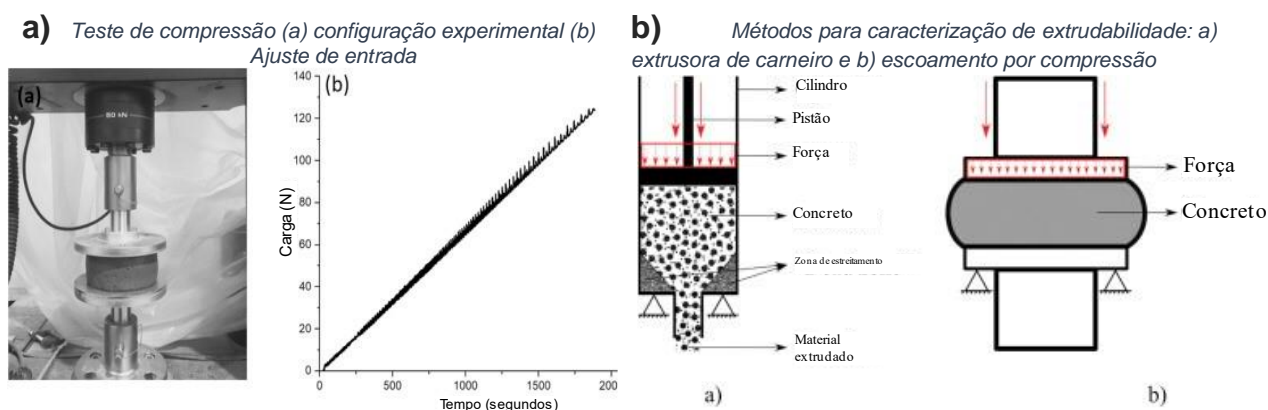 a) Teste de compressão (a) configuração experimental (b)
Ajuste de entrada
(a)
80 kN
(b)
Carga (N)
140
120
100
80
60
40
20
0
0 500 1000 1500 200
Tempo (segundos)
b) Métodos para caracterização de extrudabilidade: a)
extrusora de carneiro e b) escoamento por compressão
Cilindro
Pistão
Força
Concreto
Zona de estreitamento
Material
extrudado
a)
Força
Concreto
b)